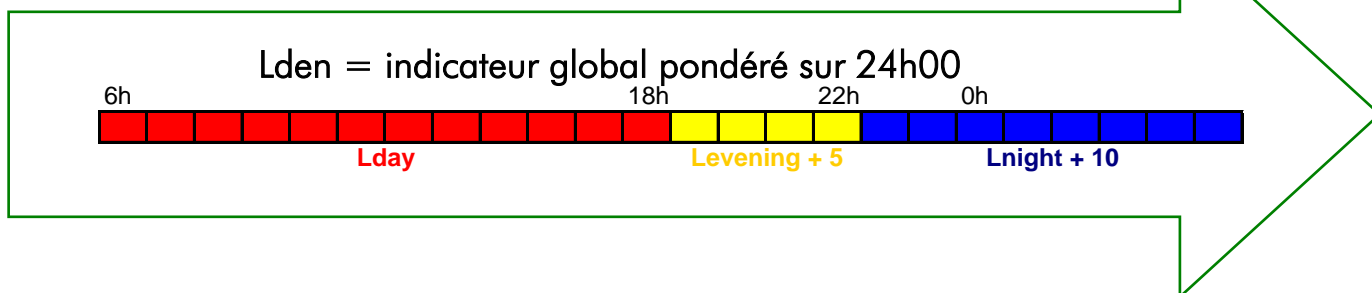 Lden = indicateur global pondéré sur 24h00
6h 18h 22h 0h
Lday Levening + 5 Lnight + 10